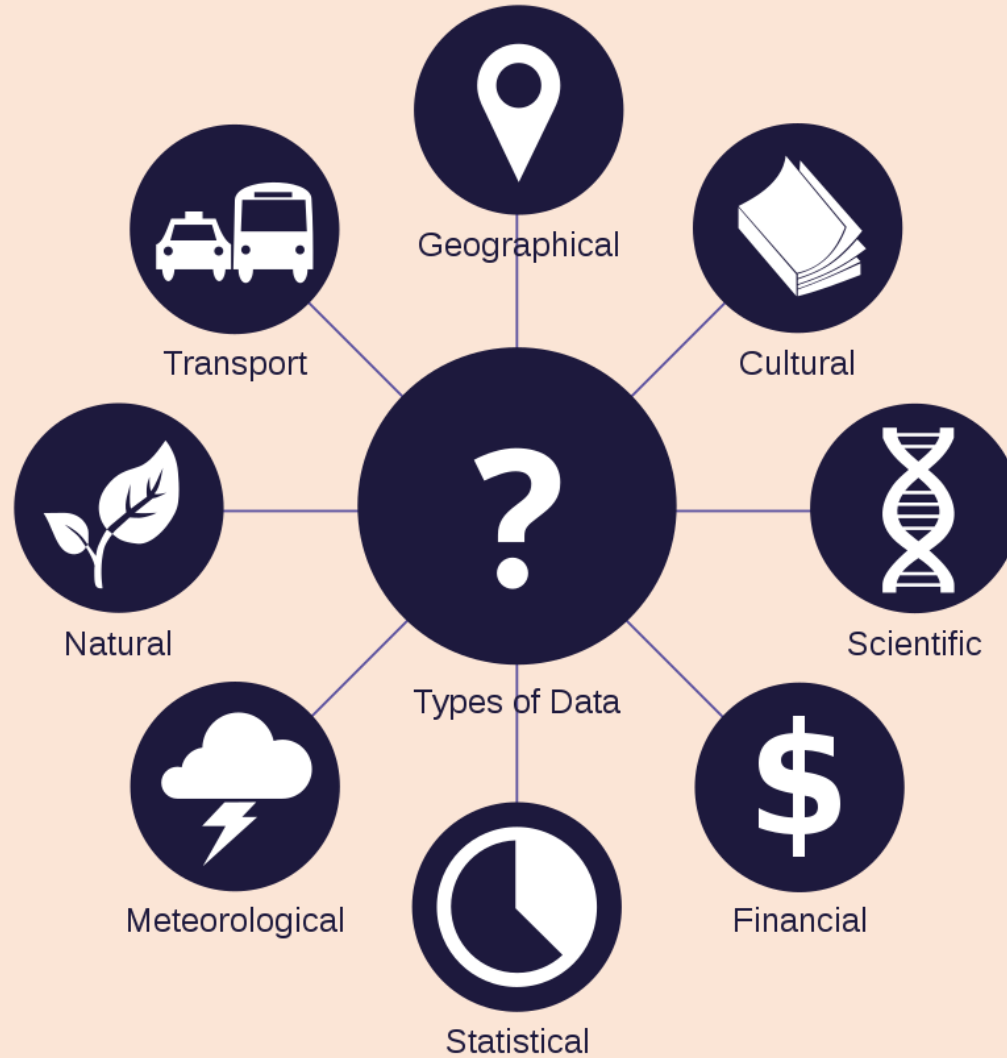 Geographical
Transport
Cultural
?
Natural
Scientific
Types of Data
$
Meteorological
Financial
Statistical